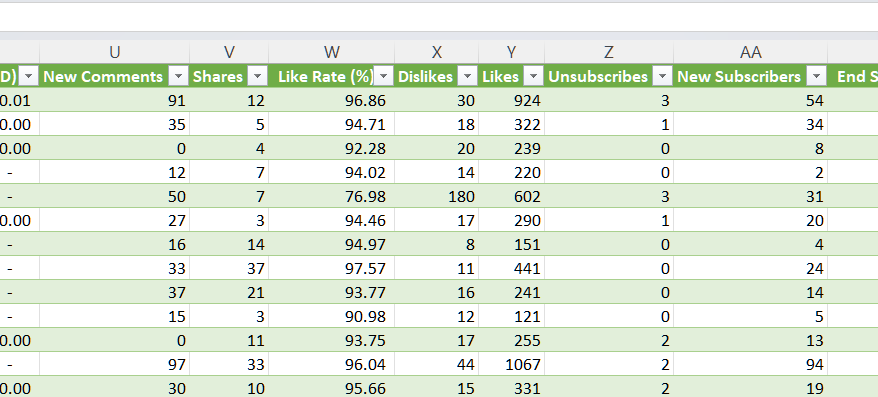 U V W X Y Z AA
D) New Comments Shares Like Rate (%) Dislikes Likes Unsubscribes New Subscribers End S
0.01 91 12 96.86 30 924 3 54
0.00 35 5 94.71 18 322 1 34
0.00 0 4 92.28 20 239 0 8
- 12 7 94.02 14 220 0 2
- 50 7 76.98 180 602 3 31
0.00 27 3 94.46 17 290 1 20
- 16 14 94.97 8 151 0 4
- 33 37 97.57 11 441 0 24
- 37 21 93.77 16 241 0 14
- 15 3 90.98 12 121 0 5
0.00 0 11 93.75 17 255 2 13
- 97 33 96.04 44 1067 2 94
0.00 30 10 95.66 15 331 2 19